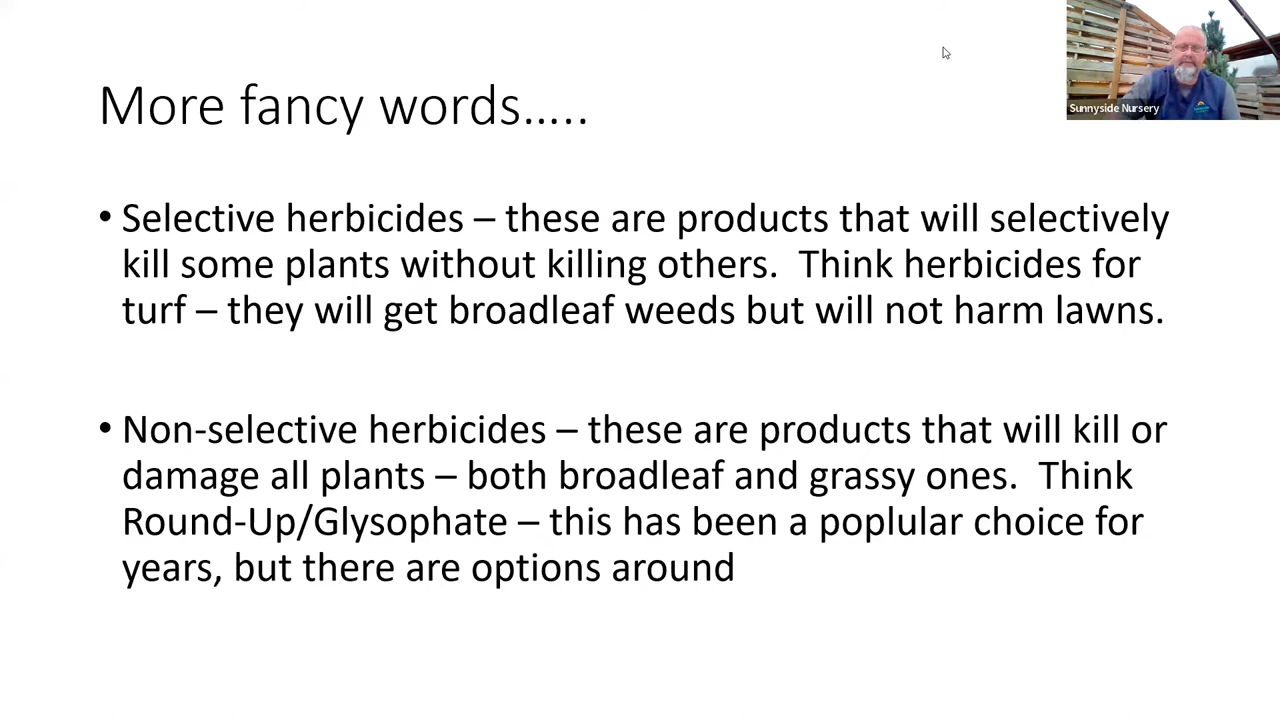 More fancy words…..
Sunnyside Nursery
• Selective herbicides – these are products that will selectively
kill some plants without killing others.  Think herbicides for
turf – they will get broadleaf weeds but will not harm lawns.
• Non-selective herbicides – these are products that will kill or
damage all plants – both broadleaf and grassy ones.  Think
Round-Up/Glysophate – this has been a poplular choice for
years, but there are options around